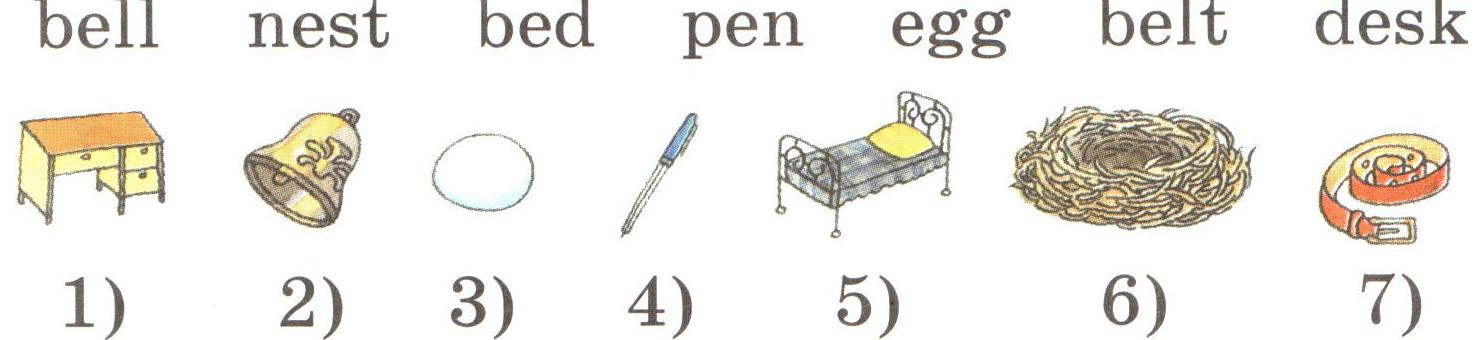 bell nest bed pen egg belt desk
1) 2) 3) 4) 5) 6) 7)